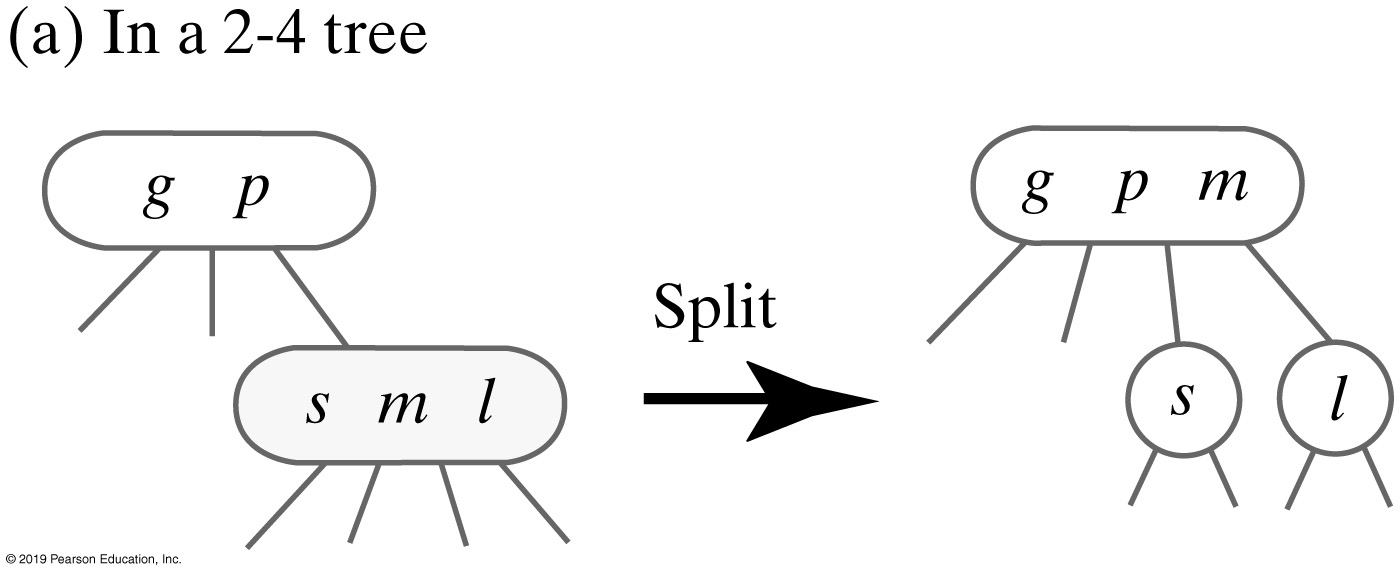 (a) In a 2-4 tree
g p
s m l
Split
g p m
s
l
© 2019 Pearson Education, Inc.